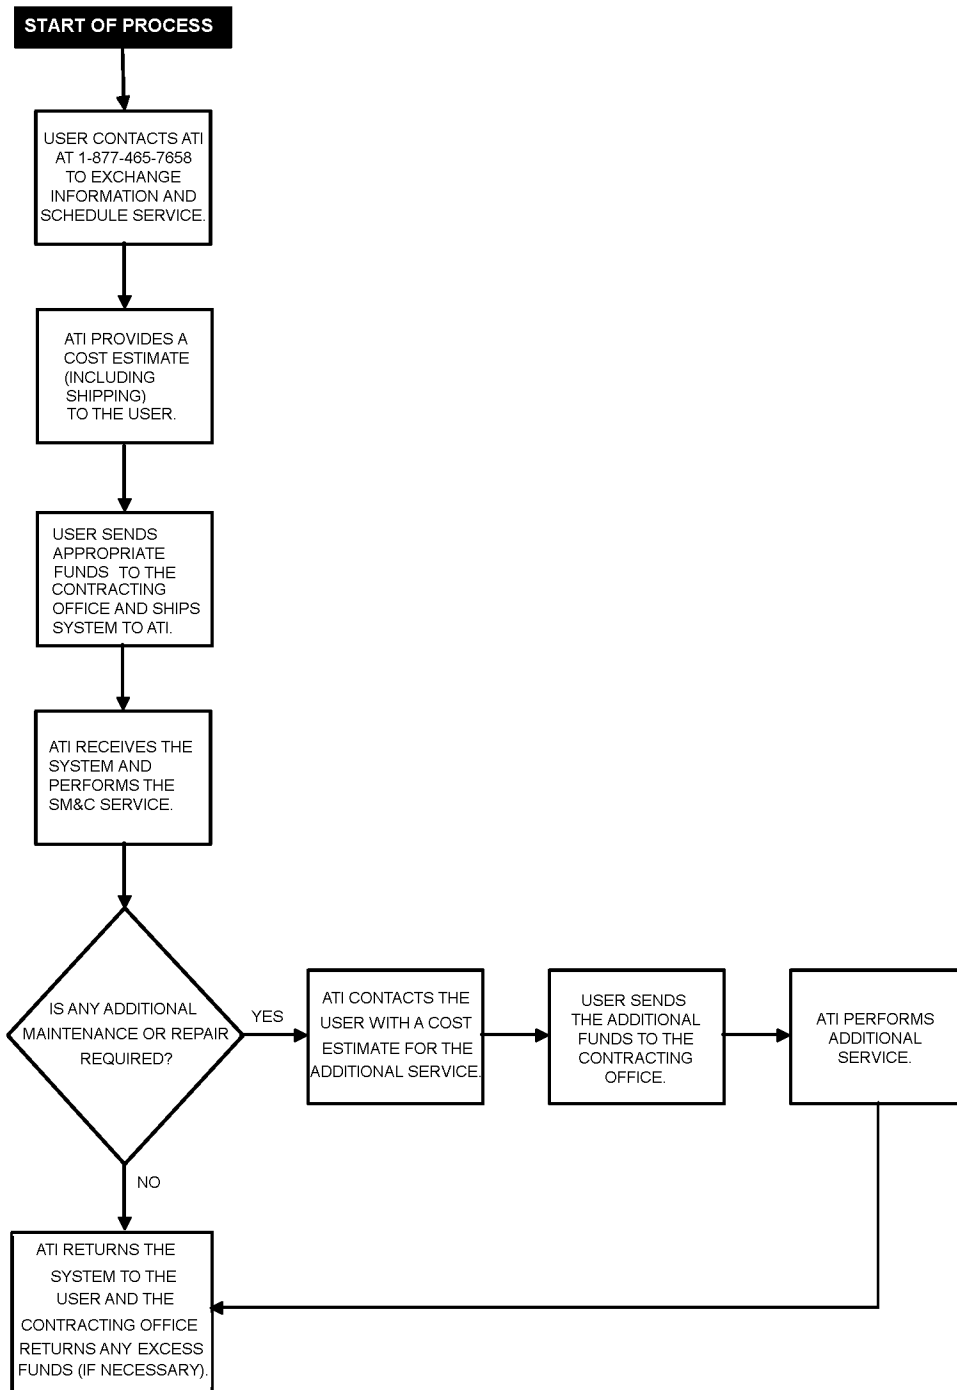 START OF PROCESS
USER CONTACTS ATI
AT 1-877-465-7658
TO EXCHANGE
INFORMATION AND
SCHEDULE SERVICE.
ATI PROVIDES A
COST ESTIMATE
(INCLUDING
SHIPPING)
TO THE USER.
USER SENDS
APPROPRIATE
FUNDS TO THE
CONTRACTING
OFFICE AND SHIPS
SYSTEM TO ATI.
ATI RECEIVES THE
SYSTEM AND
PERFORMS THE
SM&C SERVICE.
IS ANY ADDITIONAL
MAINTENANCE OR REPAIR
REQUIRED?
YES
ATI CONTACTS THE
USER WITH A COST
ESTIMATE FOR THE
ADDITIONAL SERVICE.
USER SENDS
THE ADDITIONAL
FUNDS TO THE
CONTRACTING
OFFICE.
ATI PERFORMS
ADDITIONAL
SERVICE.
NO
ATI RETURNS THE
SYSTEM TO THE
USER AND THE
CONTRACTING OFFICE
RETURNS ANY EXCESS
FUNDS (IF NECESSARY).